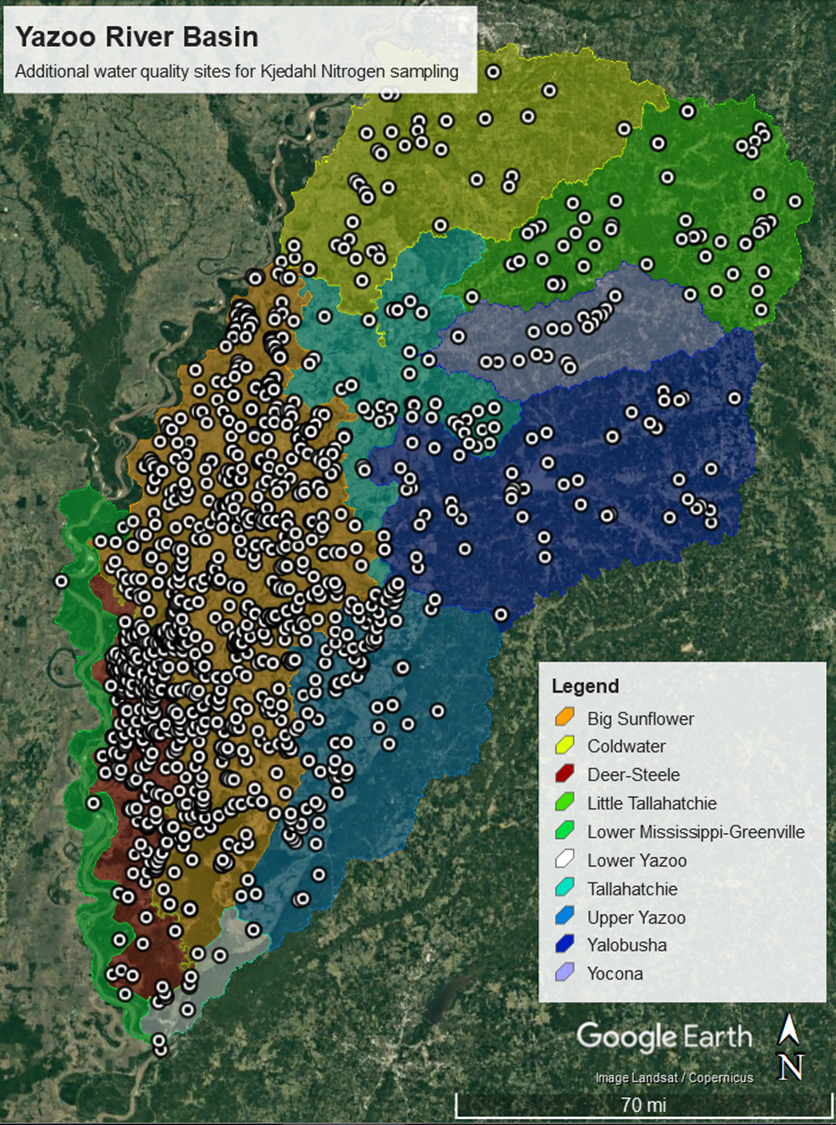 Yazoo River Basin
Additional water quality sites for Kjedahl Nitrogen sampling
Legend
Big Sunflower
Coldwater
Deer-Steele
Little Tallahatchie
Lower Mississippi-Greenville
Lower Yazoo
Tallahatchie
Upper Yazoo
Yalobusha
Yocona
Google Earth
N
Image Landsat / Copernicus
70 mi